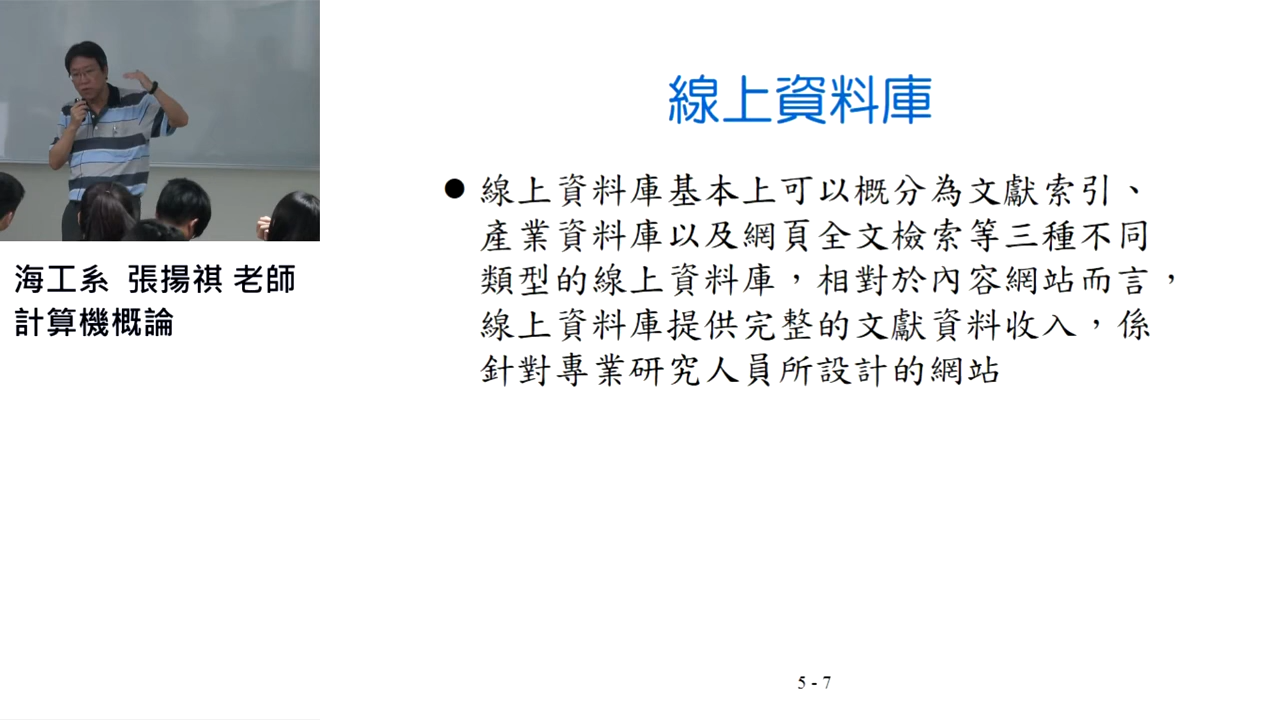 海工系 張揚祺 老師
計算機概論
線上資料庫
● 線上資料庫基本上可以概分為文獻索引、
產業資料庫以及網頁全文檢索等三種不同
類型的線上資料庫，相對於內容網站而言，
線上資料庫提供完整的文獻資料收入，係
針對專業研究人員所設計的網站
5 - 7